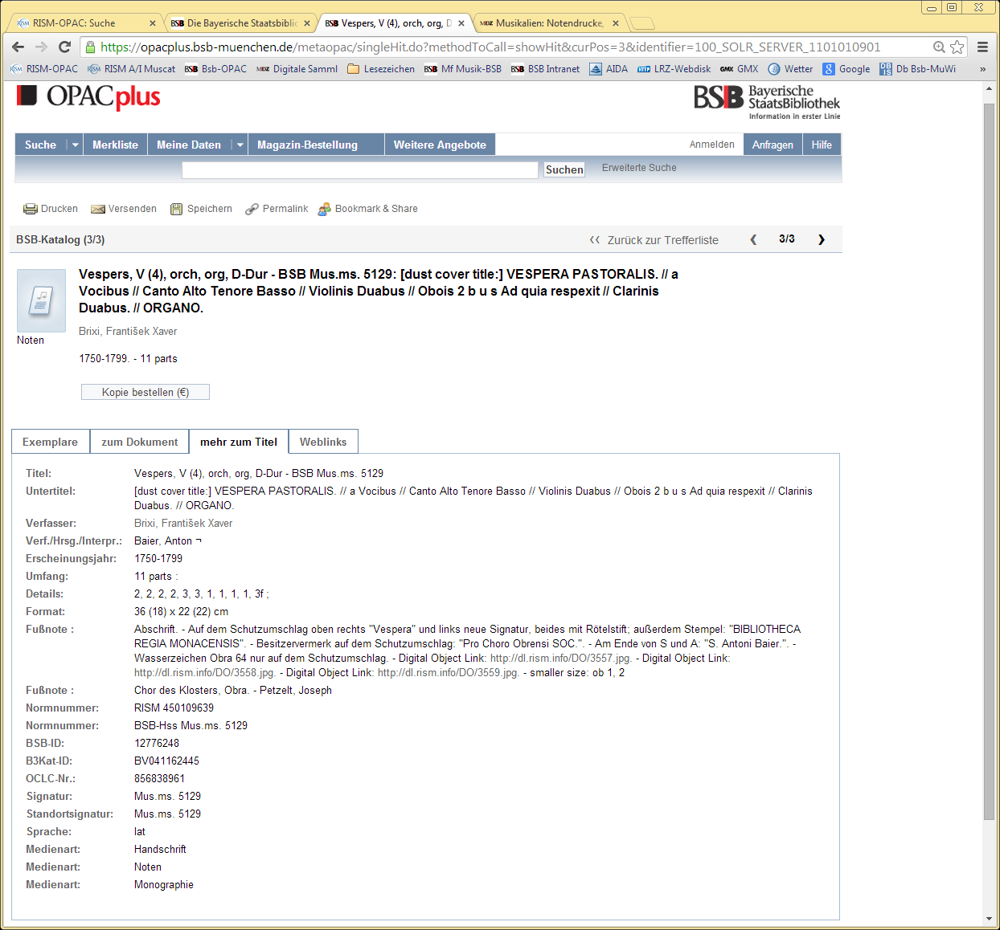 RISM-OPAC: Suche
BSB Die Bayerische Staatsbiblic
BSB Vespers, V (4), orch, org, D
MDZ Musikalien: Notendrucke,
https://opacplus.bsb-muenchen.de/metaopac/singleHit.do?methodToCall=showHit&curPos=3&identifier=100_SOLR_SERVER_1101010901
RISM-OPAC RISM A/I Muscat BSB Bsb-OPAC MDZ Digitale Samml Lesezeichen BSB Mf Musik-BSB BSB BSB Intranet AIDA LRZ-Webdisk GMX GMX Wetter 8 Google DBIS Db Bsb-MuWi »
OPACplus
BSB Bayerische
StaatsBibliothek
Information in erster Linie
Suche Merkliste Meine Daten Magazin-Bestellung Weitere Angebote Anmelden Anfragen Hilfe
Suchen Erweiterte Suche
Drucken Versenden Speichern Permalink Bookmark & Share
BSB-Katalog (3/3) Zurück zur Trefferliste 3/3
Vespers, V (4), orch, org, D-Dur - BSB Mus.ms. 5129: [dust cover title:] VESPERA PASTORALIS. // a
Vocibus // Canto Alto Tenore Basso // Violinis Duabus // Obois 2 b u s Ad quia respexit // Clarinis
Duabus. // ORGANO.
Noten
Brixi, František Xaver
1750-1799. - 11 parts
Kopie bestellen (€)
Exemplare zum Dokument mehr zum Titel Weblinks
Titel: Vespers, V (4), orch, org, D-Dur - BSB Mus.ms. 5129
Untertitel: [dust cover title:] VESPERA PASTORALIS. // a Vocibus // Canto Alto Tenore Basso // Violinis Duabus // Obois 2 b u s Ad quia respexit // Clarinis
Duabus. // ORGANO.
Verfasser: Brixi, František Xaver
Verf./Hrsg./Interpr.: Baier, Anton ¬
Erscheinungsjahr: 1750-1799
Umfang: 11 parts :
Details: 2, 2, 2, 2, 3, 3, 1, 1, 1, 1, 3f ;
Format: 36 (18) x 22 (22) cm
Fußnote : Abschrift. - Auf dem Schutzumschlag oben rechts "Vespera" und links neue Signatur, beides mit Rötelstift; außerdem Stempel: "BIBLIOTHECA
REGIA MONACENSIS". - Besitzervermerk auf dem Schutzumschlag: "Pro Choro Obrensi SOC.". - Am Ende von S und A: "S. Antoni Baier.". -
Wasserzeichen Obra 64 nur auf dem Schutzumschlag. - Digital Object Link: http://dl.rism.info/DO/3557.jpg. - Digital Object Link:
http://dl.rism.info/DO/3558.jpg. - Digital Object Link: http://dl.rism.info/DO/3559.jpg. - smaller size: ob 1, 2
Fußnote : Chor des Klosters, Obra. - Petzelt, Joseph
Normnummer: RISM 450109639
Normnummer: BSB-Hss Mus.ms. 5129
BSB-ID: 12776248
B3Kat-ID: BV041162445
OCLC-Nr.: 856838961
Signatur: Mus.ms. 5129
Standortsignatur: Mus.ms. 5129
Sprache: lat
Medienart: Handschrift
Medienart: Noten
Medienart: Monographie